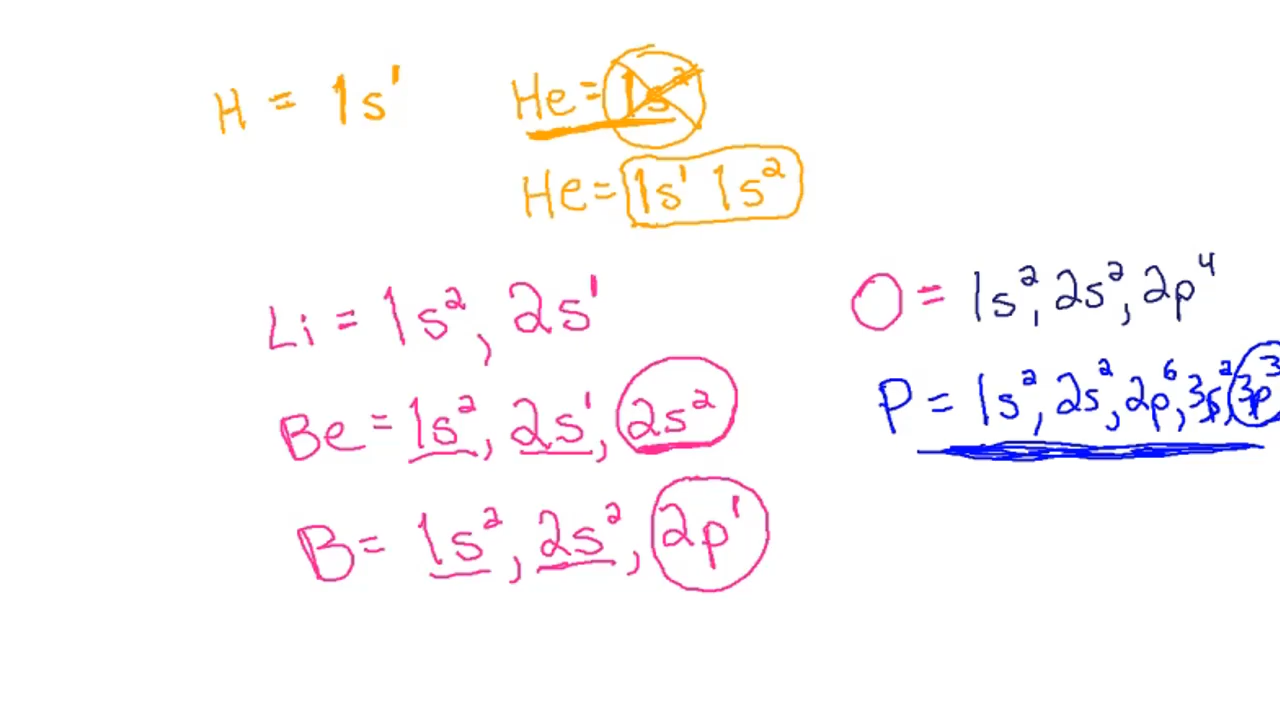 H = 1s¹
He = 1s²
He = 1s¹ 1s²
Li = 1s², 2s¹
Be = 1s², 2s¹, 2s²
B = 1s², 2s², 2p¹
O = 1s², 2s², 2p⁴
P = 1s², 2s², 2p⁶, 3s², 3p³